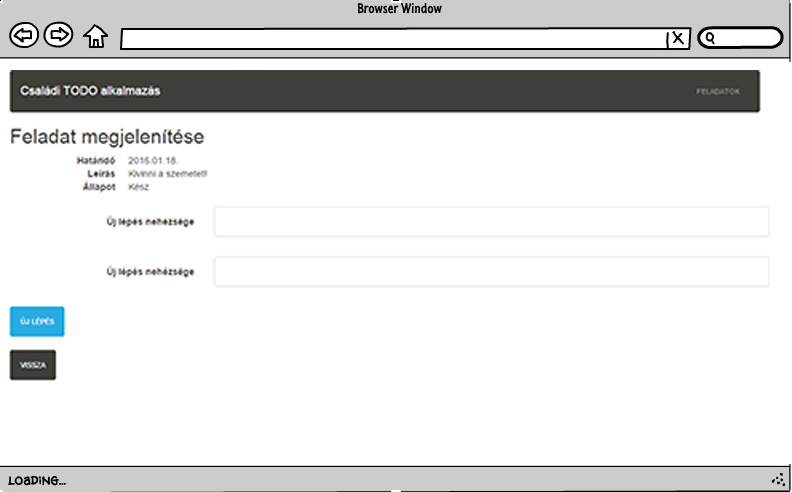 Browser Window
Családi TODO alkalmazás
FELADATOK
Feladat megjelenítése
Határidő 2016.01.18.
Leírás Kivinni a szemetet!
Állapot Kész
Új lépés nehézsége
Új lépés nehézsége
ÚJ LÉPÉS
VISSZA
LOADING...